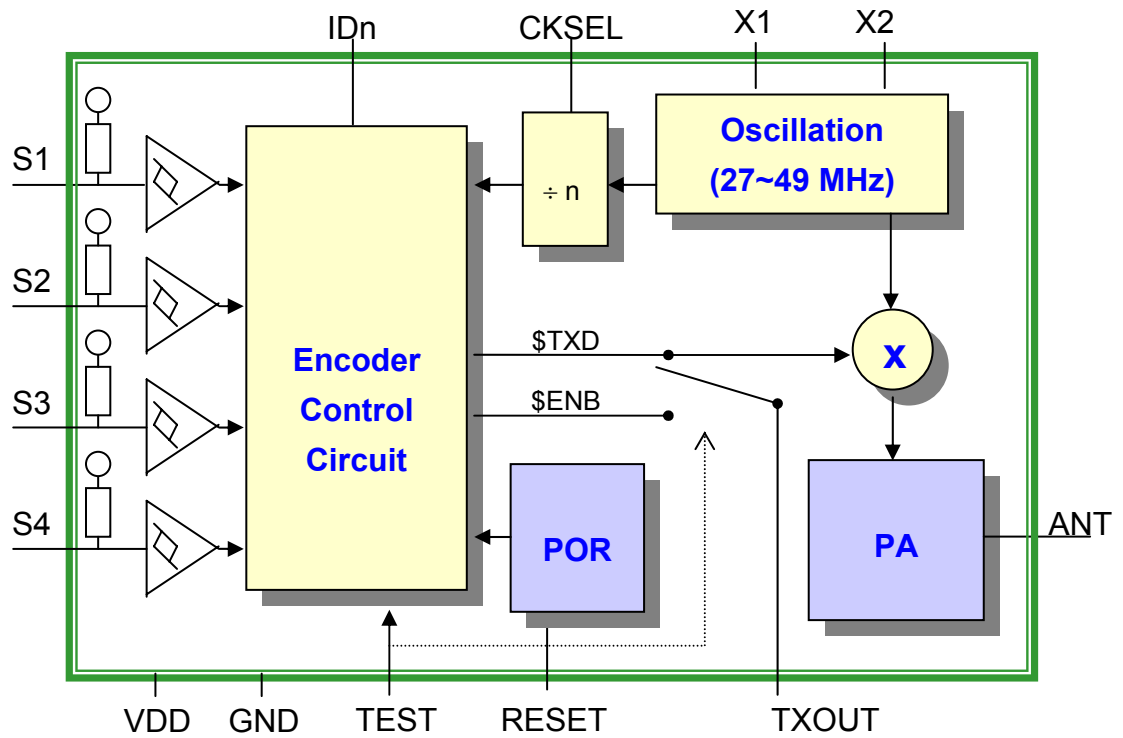 IDn
CKSEL
X1
X2
Oscillation
(27~49 MHz)
÷ n
S1
S2
S3
S4
Encoder
Control
Circuit
$TXD
$ENB
x
POR
PA
ANT
VDD
GND
TEST
RESET
TXOUT